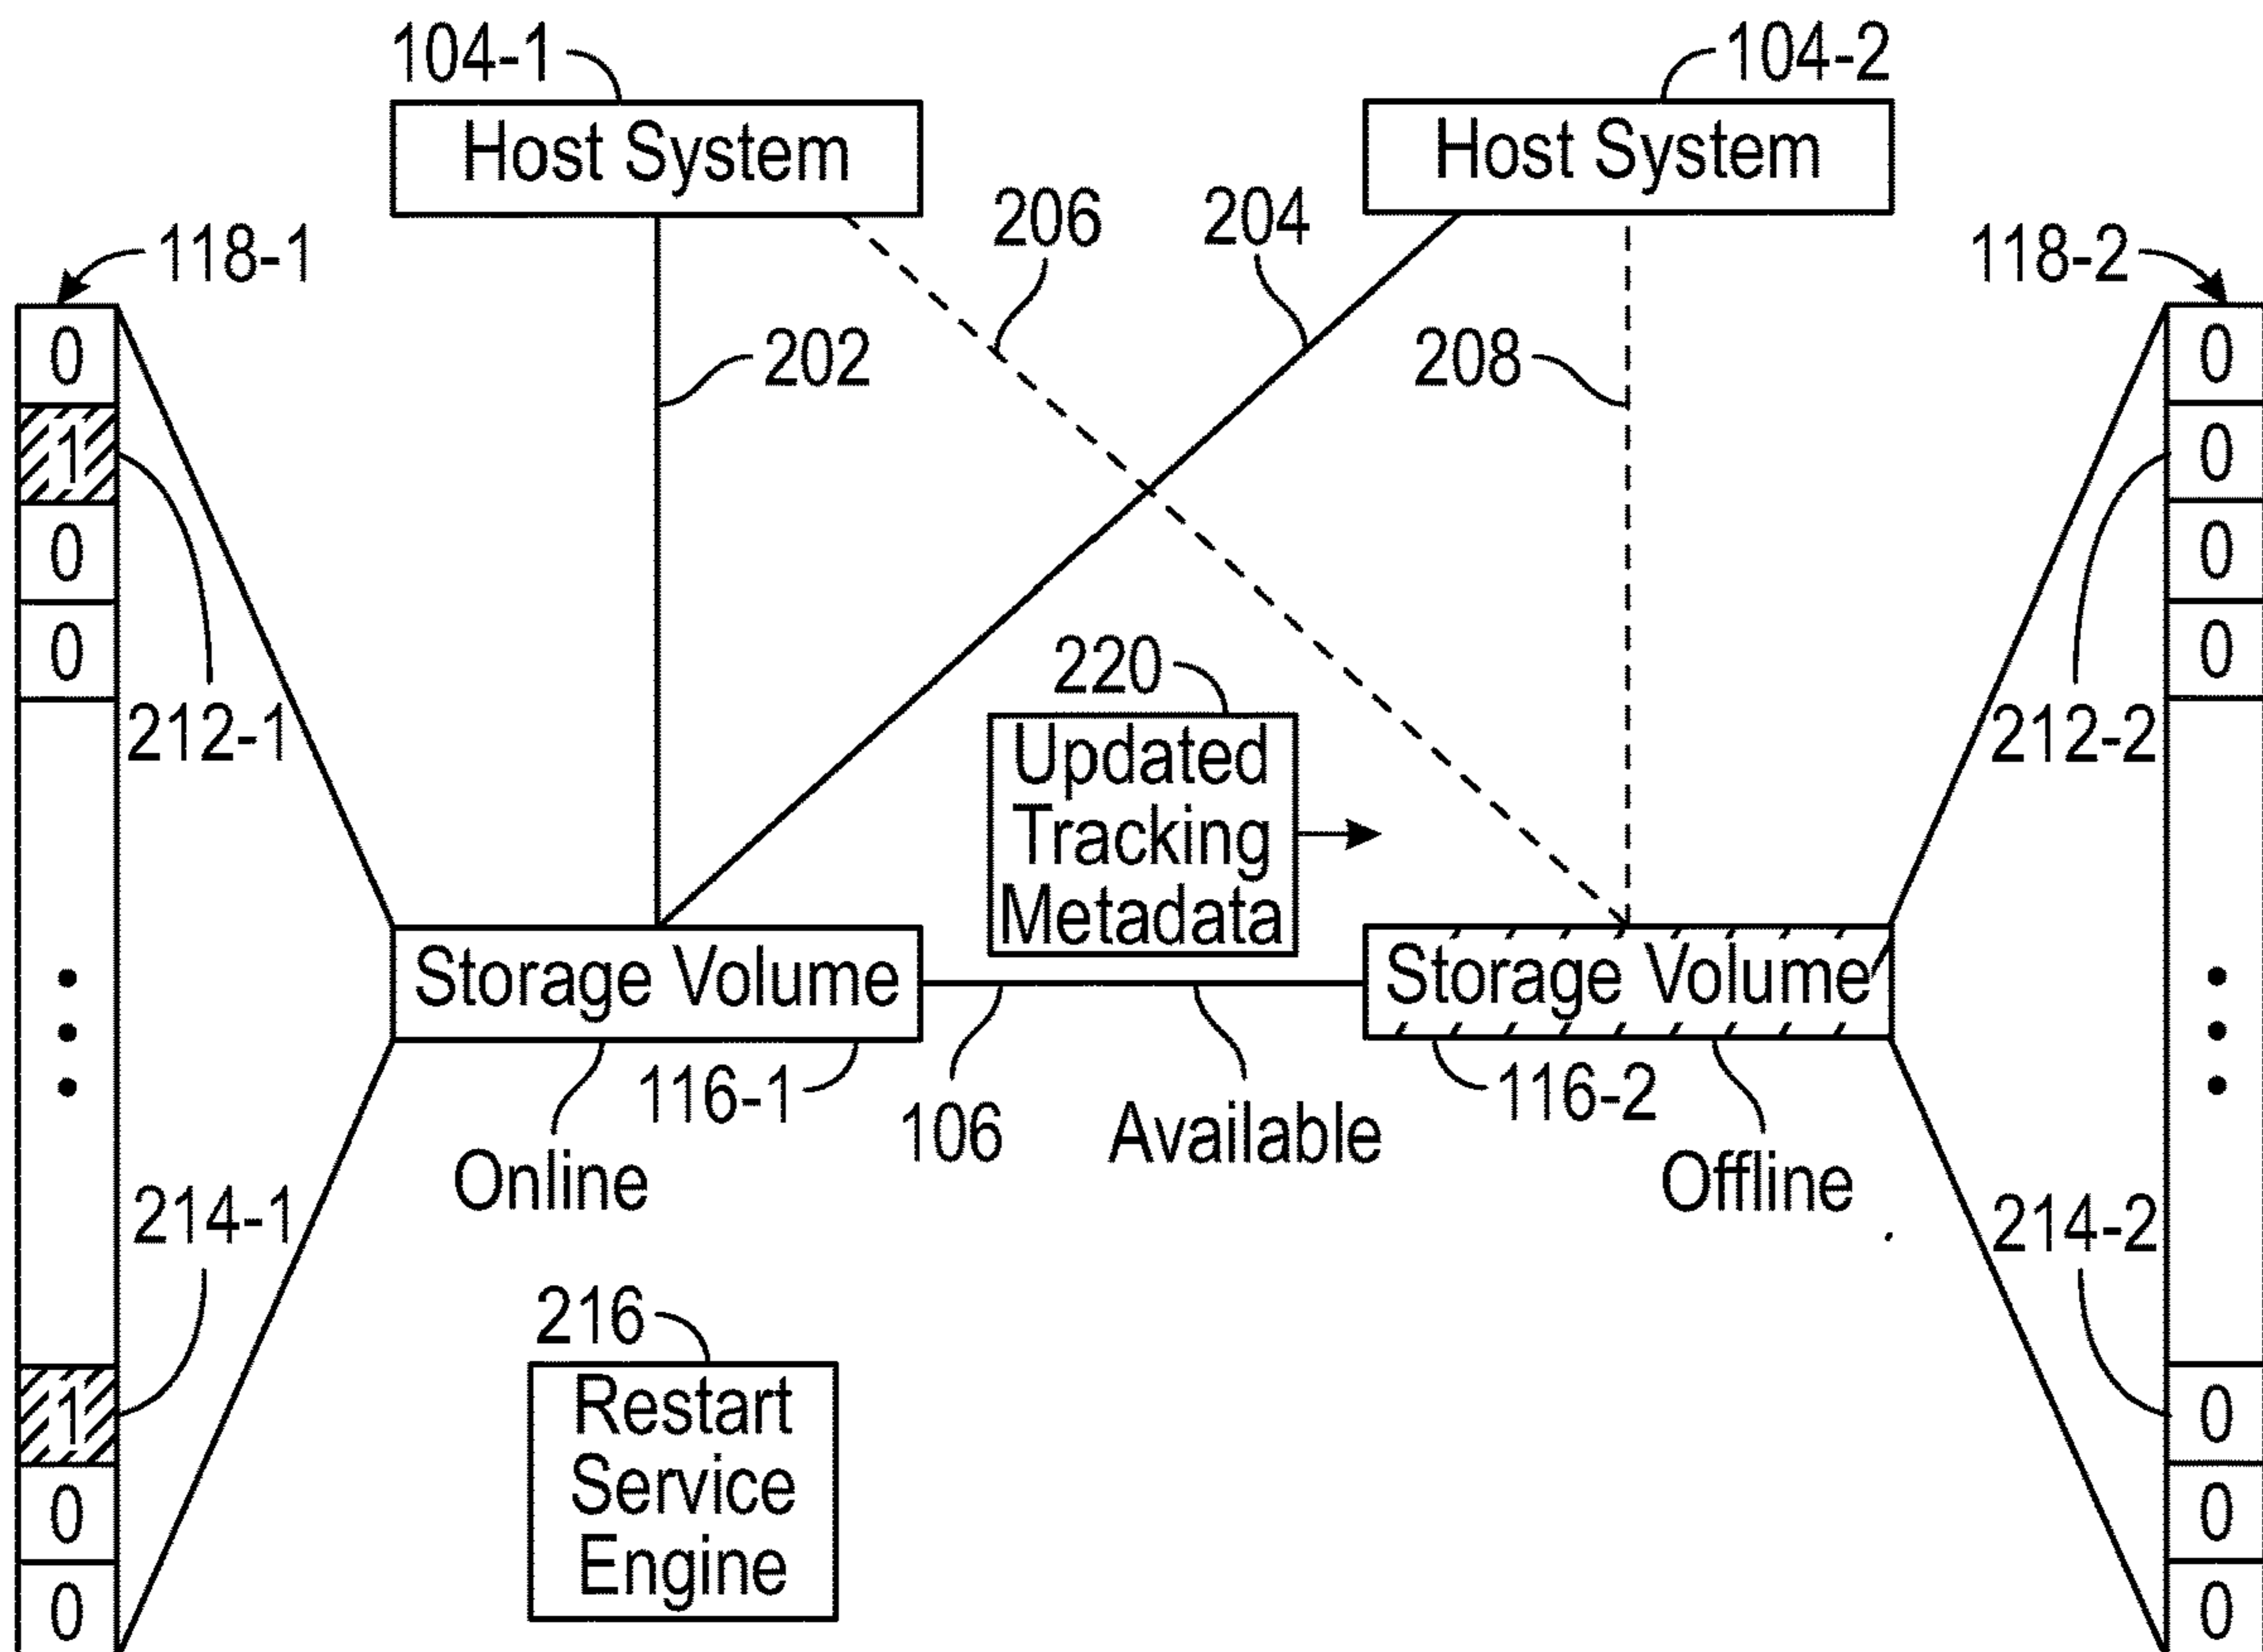 104-1
104-2
Host System
Host System
118-1
206
204
118-2
0
202
208
0
1
0
0
0
0
0
220
212-1
212-2
Updated
Tracking
Metadata
Storage Volume
Storage Volume
116-1
106
Available
116-2
Online
Offline
214-1
214-2
216
1
Restart
0
0
Service
0
0
Engine
0